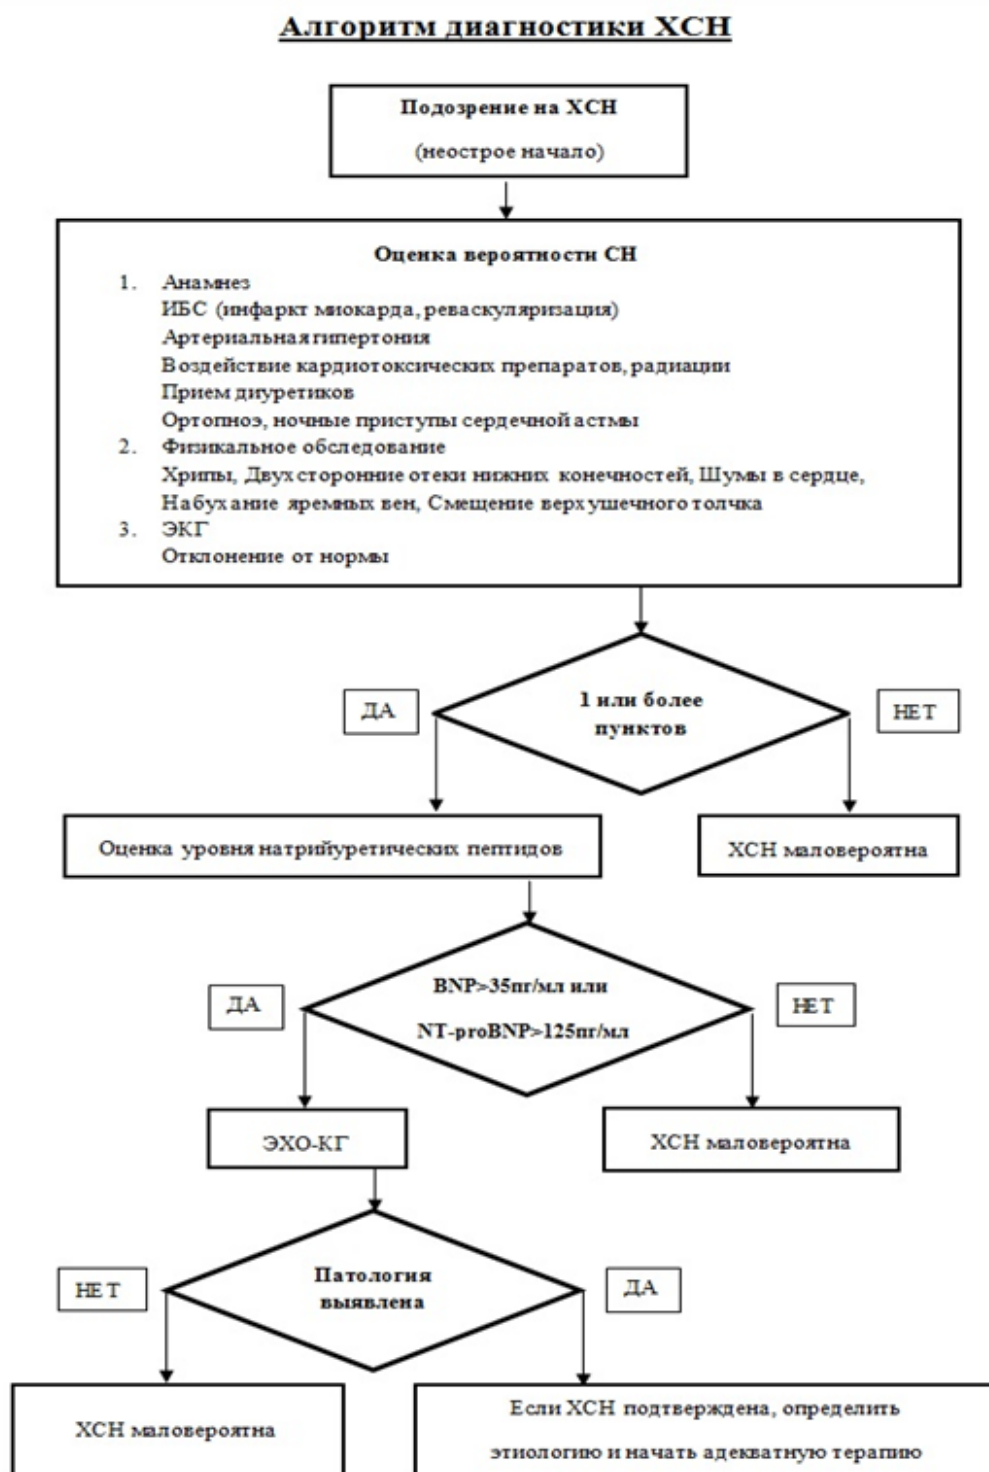 Алгоритм диагностики ХСН
Подозрение на ХСН
(неострое начало)
Оценка вероятности СН
1. Анамнез
ИБС (инфаркт миокарда, реваскуляризация)
Артериальная гипертония
Воздействие кардиотоксических препаратов, радиации
Прием диуретиков
Ортопноэ, ночные приступы сердечной астмы
2. Физикальное обследование
Хрипы, Двухсторонние отеки нижних конечностей, Шумы в сердце,
Набухание яремных вен, Смещение верхушечного толчка
3. ЭКГ
Отклонение от нормы
1 или более
пунктов
ДА
НЕТ
Оценка уровня натрийуретических пептидов
ХСН маловероятна
BNP>35пг/мл или
NT-proBNP>125пг/мл
ДА
НЕТ
ЭХО-КГ
ХСН маловероятна
Патология
выявлена
НЕТ
ДА
ХСН маловероятна
Если ХСН подтверждена, определить
этиологию и начать адекватную терапию